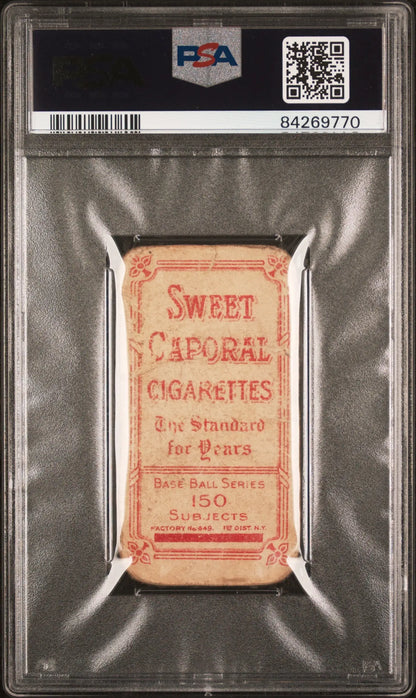 PSA
84269770
SWEET
CAPORAL
CIGARETTES
The Standard
for Years
BASE BALL SERIES
150
SUBJECTS
FACTORY No. 649. 1ST DIST. N.Y.